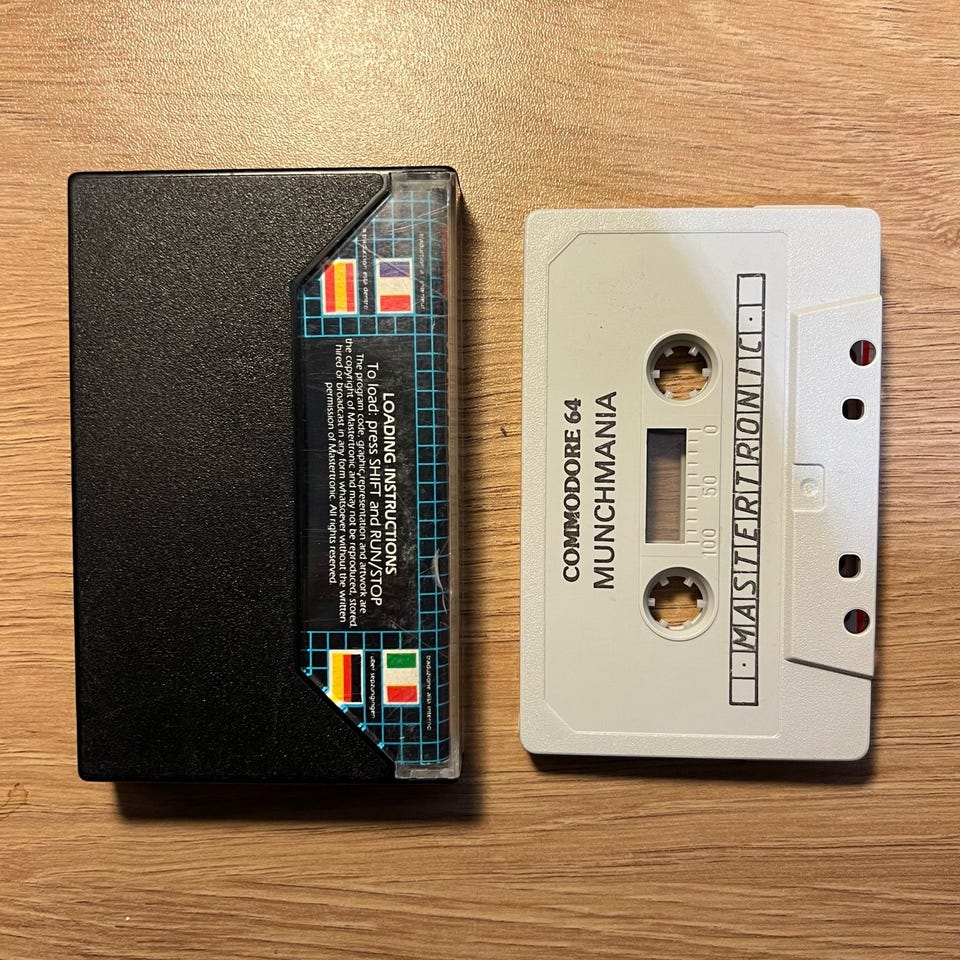 LOADING INSTRUCTIONS
To load: press SHIFT and RUN/STOP
The program code, graphic representation and artwork are
the copyright of Mastertronic and may not be reproduced, stored,
hired or broadcast in any form whatsoever without the written
permission of Mastertronic. All rights reserved.
COMMODORE 64
MUNCHMANIA
0 50 100
·MASTERTRONIC·